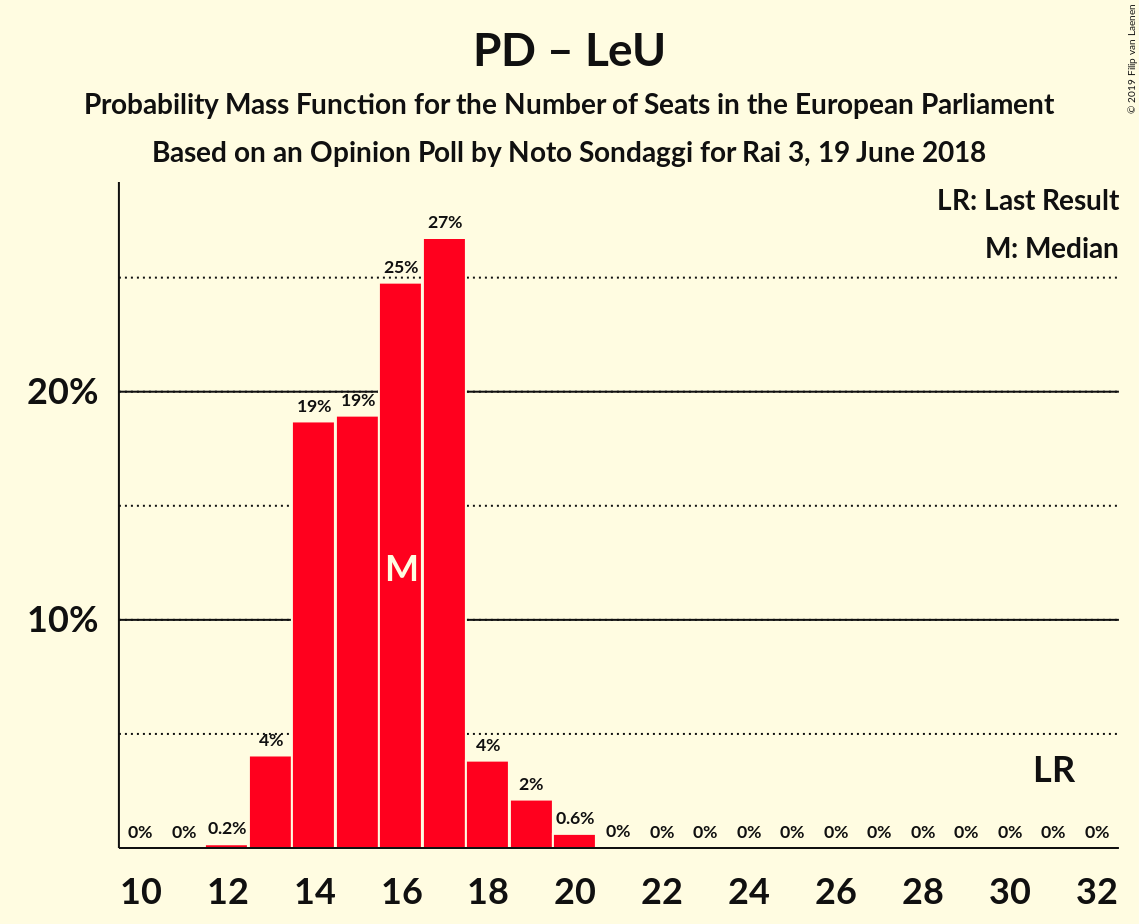 © 2019 Filip van Laenen
PD – LeU
Probability Mass Function for the Number of Seats in the European Parliament
Based on an Opinion Poll by Noto Sondaggi for Rai 3, 19 June 2018
LR: Last Result
M: Median
27%
25%
20%
19% 19%
M
10%
4% 4%
LR
2%
0% 0% 0.2% 0.6% 0% 0% 0% 0% 0% 0% 0% 0% 0% 0% 0% 0%
10 12 14 16 18 20 22 24 26 28 30 32